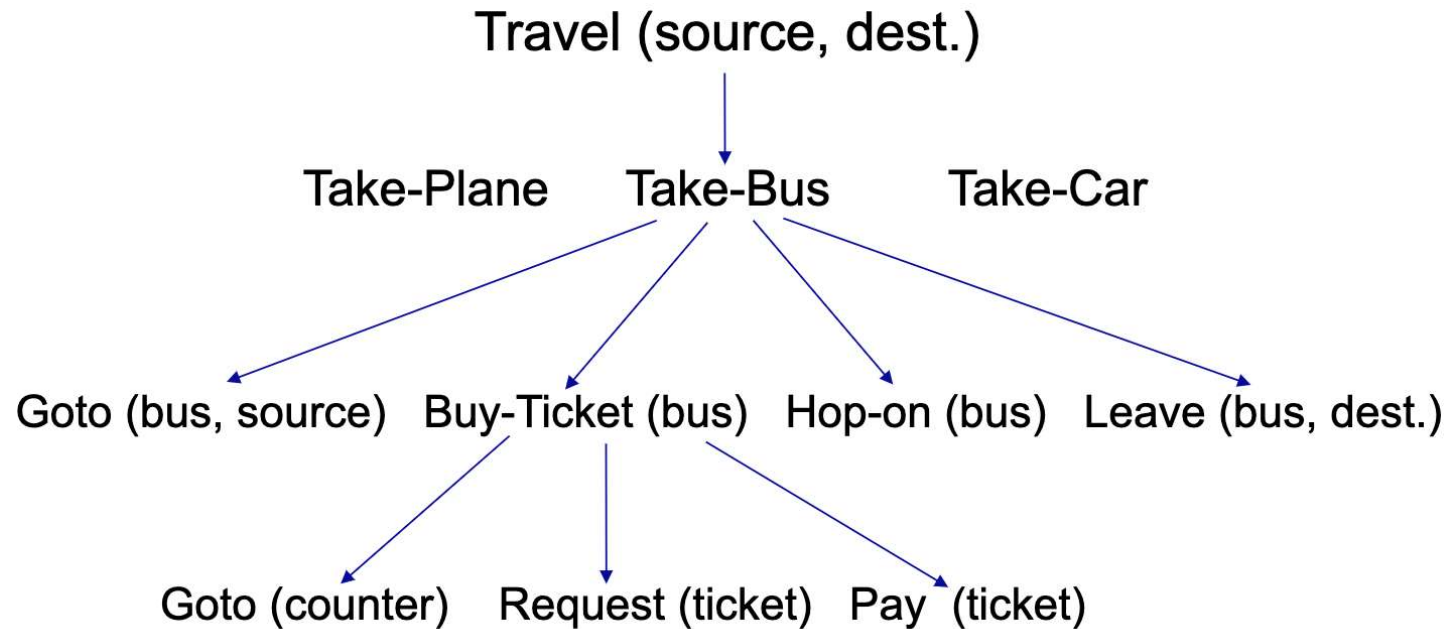 Travel (source, dest.)
Take-Plane Take-Bus Take-Car
Goto (bus, source) Buy-Ticket (bus) Hop-on (bus) Leave (bus, dest.)
Goto (counter) Request (ticket) Pay (ticket)